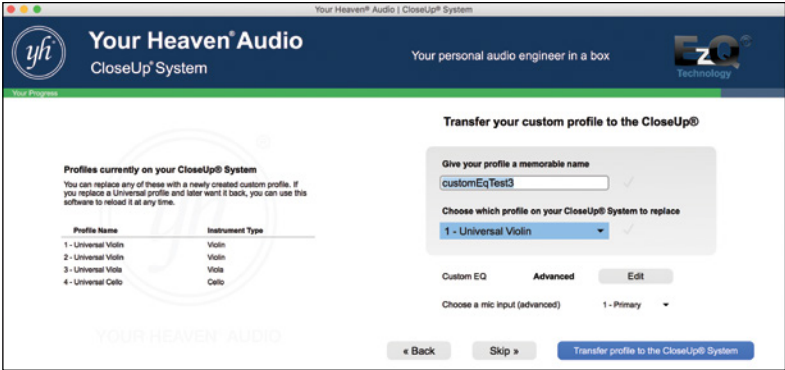 Your Heaven® Audio | CloseUp® System
yh
Your Heaven® Audio
CloseUp® System
Your personal audio engineer in a box
EzQ®
Technology
Your Progress
Transfer your custom profile to the CloseUp®
Profiles currently on your CloseUp® System
You can replace any of these with a newly created custom profile. If
you replace a Universal profile and later want it back, you can use this
software to reload it at any time.
Profile Name Instrument Type
1 - Universal Violin Violin
2 - Universal Violin Violin
3 - Universal Viola Viola
4 - Universal Cello Cello
YOUR HEAVEN AUDIO
Give your profile a memorable name
customEqTest3
Choose which profile on your CloseUp® System to replace
1 - Universal Violin
Custom EQ Advanced Edit
Choose a mic input (advanced) 1 - Primary
« Back Skip » Transfer profile to the CloseUp® System